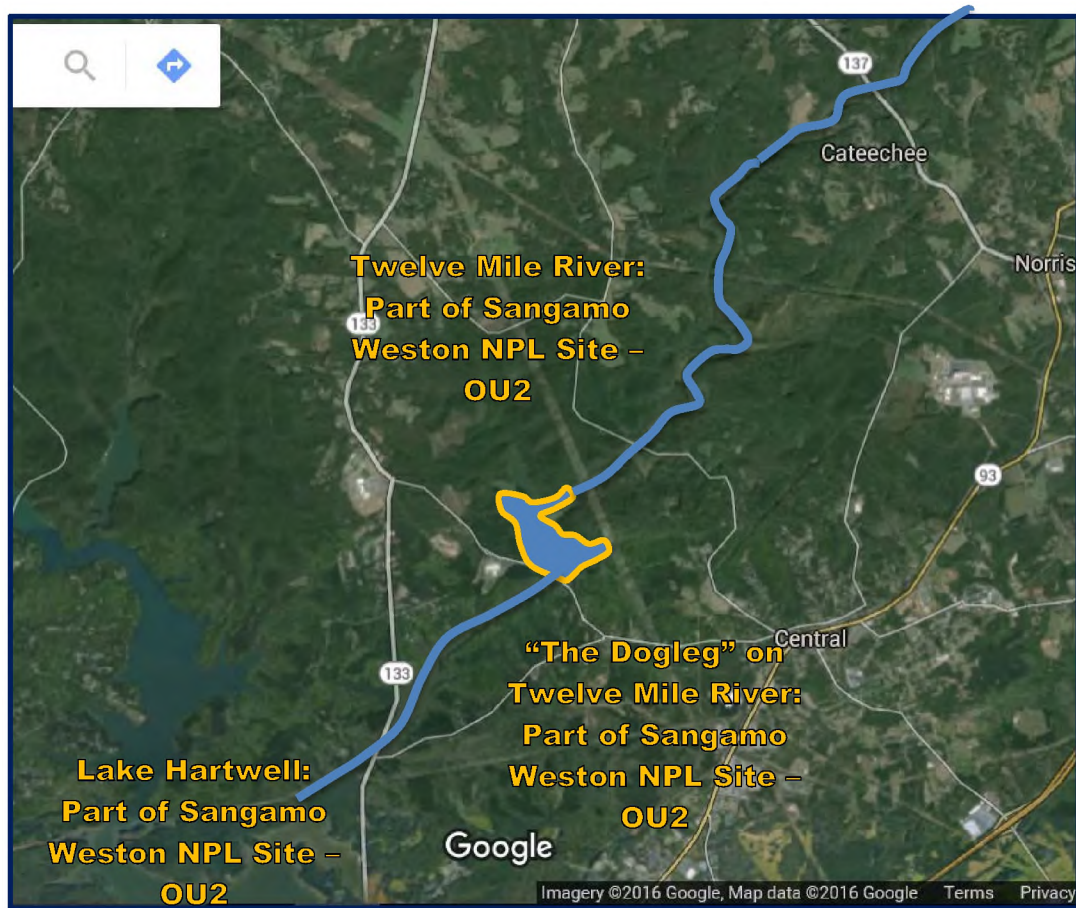 137
Cateechee
Norris
Twelve Mile River:
Part of Sangamo
133
Weston NPL Site –
OU2
93
Central
“The Dogleg” on
133
Twelve Mile River:
Part of Sangamo
Weston NPL Site –
OU2
Lake Hartwell:
Part of Sangamo
Weston NPL Site –
OU2
Google
Imagery ©2016 Google, Map data ©2016 Google Terms Privacy